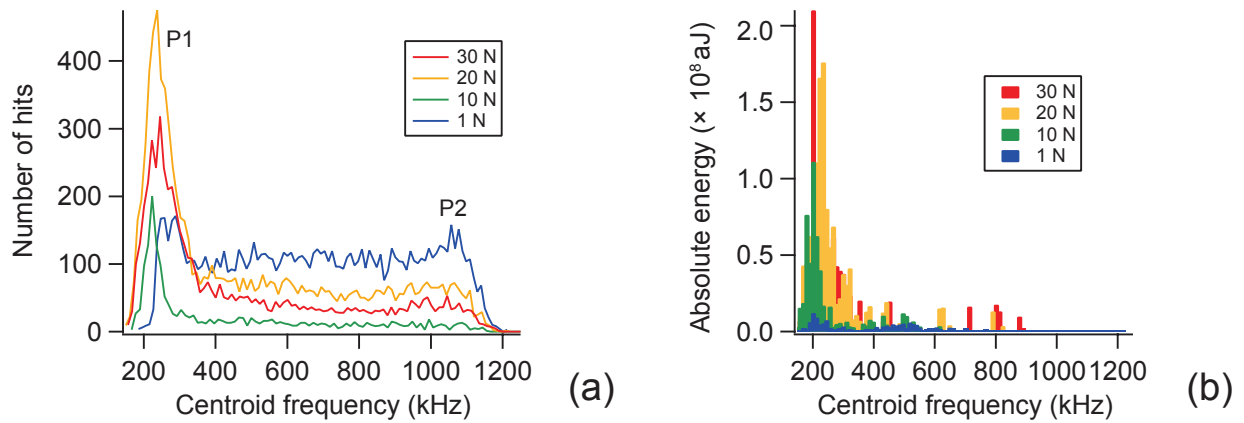 Number of hits
400
300
200
100
0
P1
P2
30 N
20 N
10 N
1 N
200 400 600 800 1000 1200
Centroid frequency (kHz)
(a)
Absolute energy (× 10⁸aJ)
2.0
1.5
1.0
0.5
0.0
30 N
20 N
10 N
1 N
200 400 600 800 1000 1200
Centroid frequency (kHz)
(b)